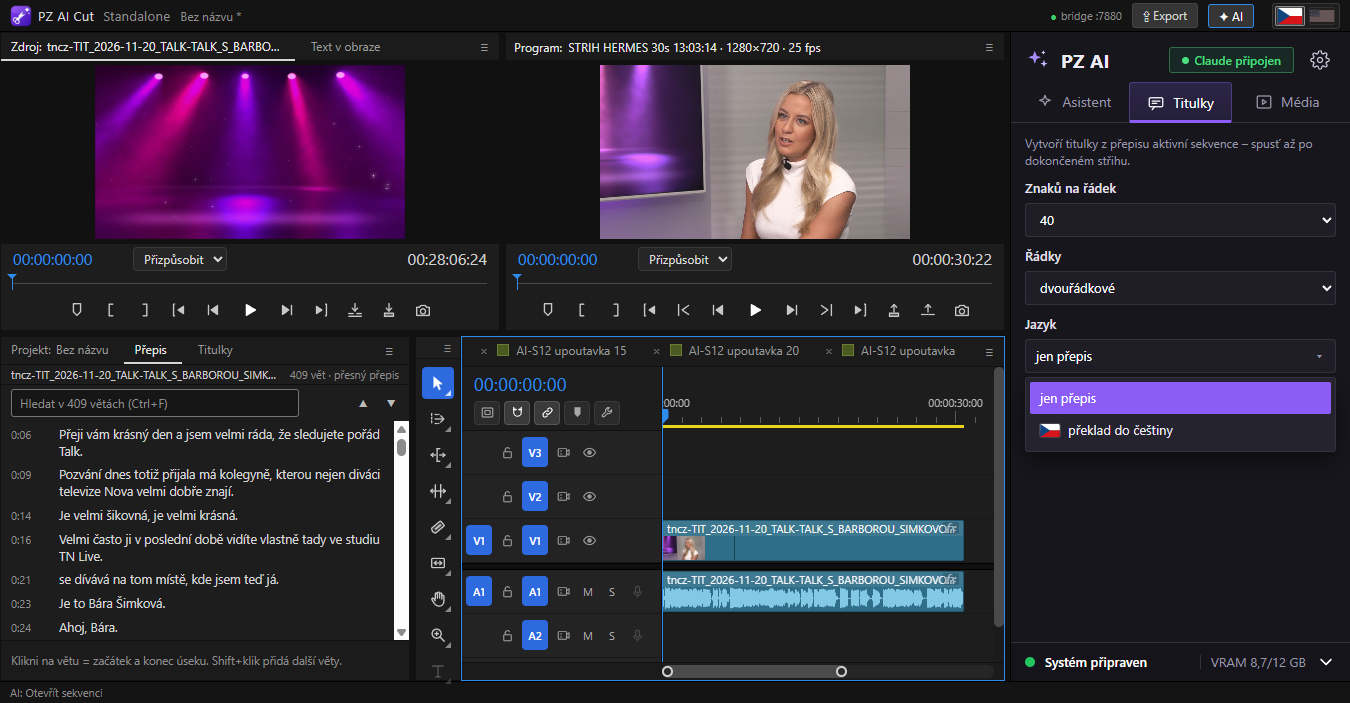 PZ AI Cut Standalone Bez názvu *
bridge :7880
Export
AI
Zdroj: tncz-TIT_2026-11-20_TALK-TALK_S_BARBO...
Text v obraze
Program: STRIH HERMES 30s 13:03:14 · 1280×720 · 25 fps
00:00:00:00
Přizpůsobit
00:28:06:24
00:00:00:00
Přizpůsobit
00:00:30:22
Projekt: Bez názvu
Přepis
Titulky
tncz-TIT_2026-11-20_TALK-TALK_S_BARBOROU_SIMK...
409 vět · přesný přepis
Hledat v 409 větách (Ctrl+F)
0:06 Přeji vám krásný den a jsem velmi ráda, že sledujete pořad
Talk.
0:09 Pozvání dnes totiž přijala má kolegyně, kterou nejen diváci
televize Nova velmi dobře znají.
0:14 Je velmi šikovná, je velmi krásná.
0:16 Velmi často ji v poslední době vidíte vlastně tady ve studiu
TN Live.
0:21 se dívává na tom místě, kde jsem teď já.
0:23 Je to Bára Šimková.
0:24 Ahoj, Bára.
Klikni na větu = začátek a konec úseku. Shift+klik přidá další věty.
AI: Otevřít sekvenci
AI-S12 upoutavka 15
AI-S12 upoutavka 20
AI-S12 upoutavka
00:00:00:00
:00:00
00:00:30:00
V3
V2
V1 V1
A1 A1 M S
A2 M S
tncz-TIT_2026-11-20_TALK-TALK_S_BARBOROU_SIMKOVO
tncz-TIT_2026-11-20_TALK-TALK_S_BARBOROU_SIMKOVO
PZ AI
Claude připojen
Asistent
Titulky
Média
Vytvoří titulky z přepisu aktivní sekvence – spusť až po
dokončeném střihu.
Znaků na řádek
40
Řádky
dvouřádkové
Jazyk
jen přepis
jen přepis
překlad do češtiny
Systém připraven
VRAM 8,7/12 GB